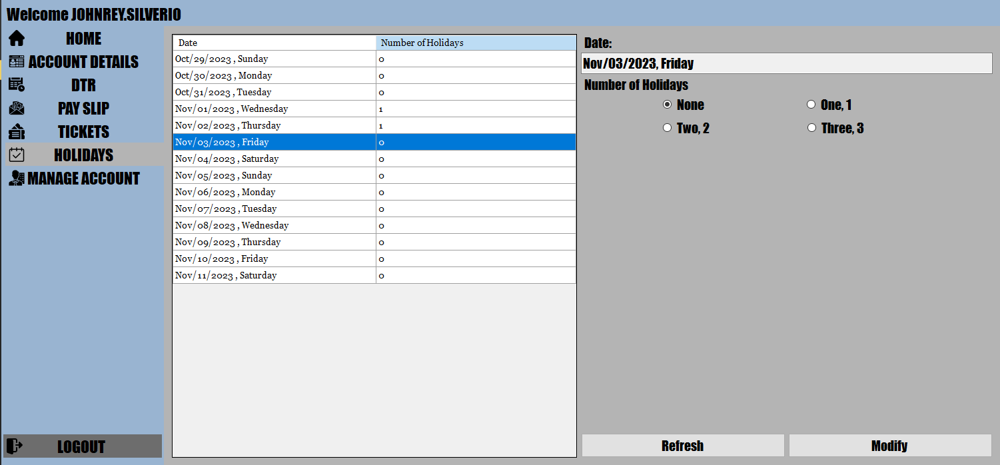 Welcome JOHNREY.SILVERIO
HOME
ACCOUNT DETAILS
DTR
PAY SLIP
TICKETS
HOLIDAYS
MANAGE ACCOUNT
LOGOUT
Date Number of Holidays
Oct/29/2023 , Sunday 0
Oct/30/2023 , Monday 0
Oct/31/2023 , Tuesday 0
Nov/01/2023 , Wednesday 1
Nov/02/2023 , Thursday 1
Nov/03/2023 , Friday 0
Nov/04/2023 , Saturday 0
Nov/05/2023 , Sunday 0
Nov/06/2023 , Monday 0
Nov/07/2023 , Tuesday 0
Nov/08/2023 , Wednesday 0
Nov/09/2023 , Thursday 0
Nov/10/2023 , Friday 0
Nov/11/2023 , Saturday 0
Date:
Nov/03/2023, Friday
Number of Holidays
None One, 1
Two, 2 Three, 3
Refresh Modify